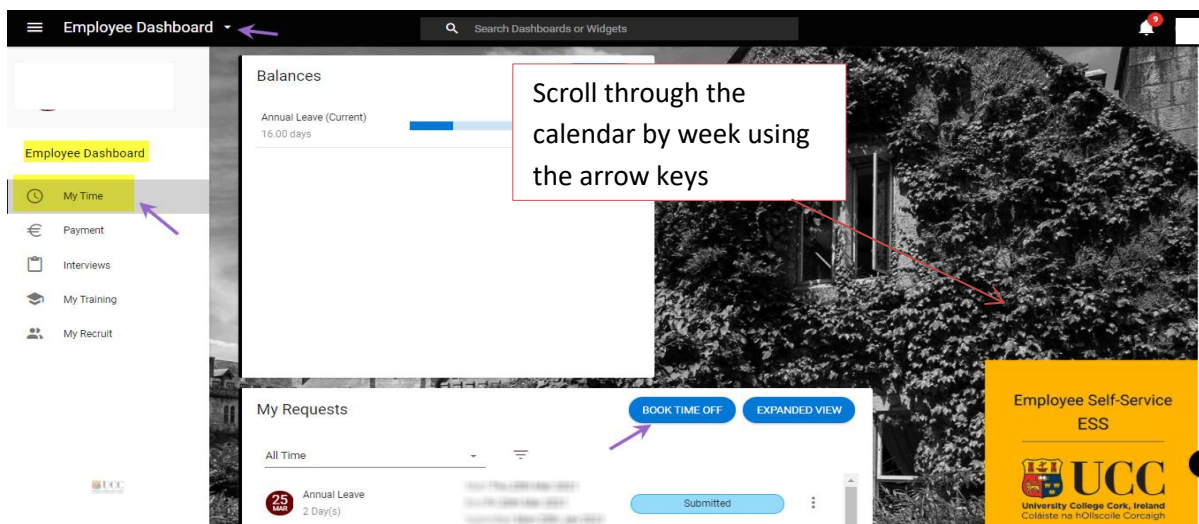 Employee Dashboard
Search Dashboards or Widgets
9
Balances
Annual Leave (Current)
16.00 days
Scroll through the
calendar by week using
the arrow keys
Employee Dashboard
My Time
Payment
Interviews
My Training
My Recruit
UCC
My Requests
BOOK TIME OFF
EXPANDED VIEW
All Time
25
MAR
Annual Leave
2 Day(s)
Submitted
Employee Self-Service
ESS
UCC
University College Cork, Ireland
Coláiste na hOllscoile Corcaigh